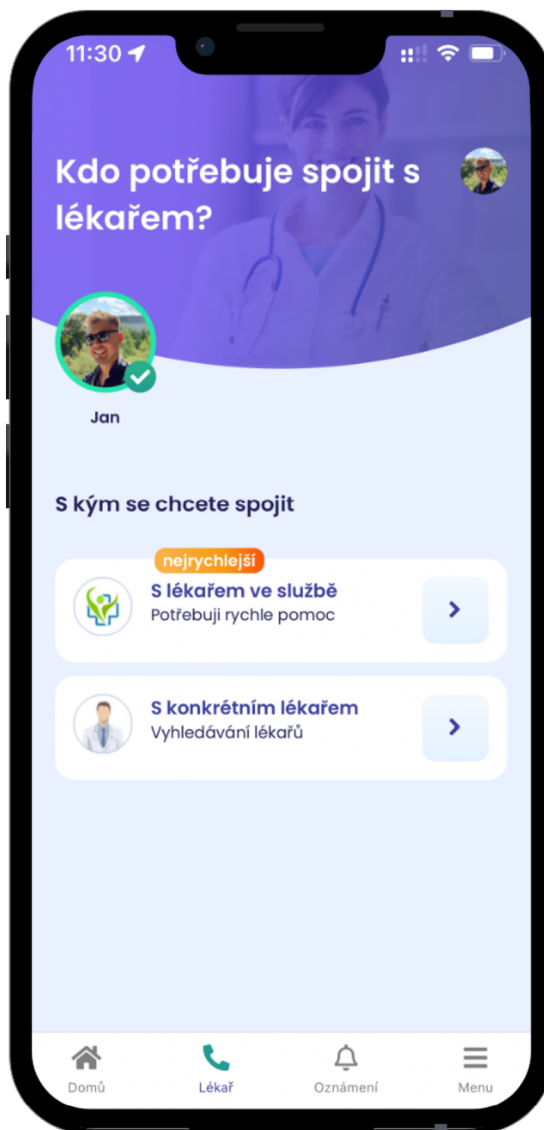 11:30
Kdo potřebuje spojit s
lékařem?
Jan
S kým se chcete spojit
nejrychlejší
S lékařem ve službě
Potřebuji rychle pomoc
S konkrétním lékařem
Vyhledávání lékařů
Domů
Lékař
Oznámení
Menu